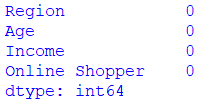 Region 0
Age 0
Income 0
Online Shopper 0
dtype: int64